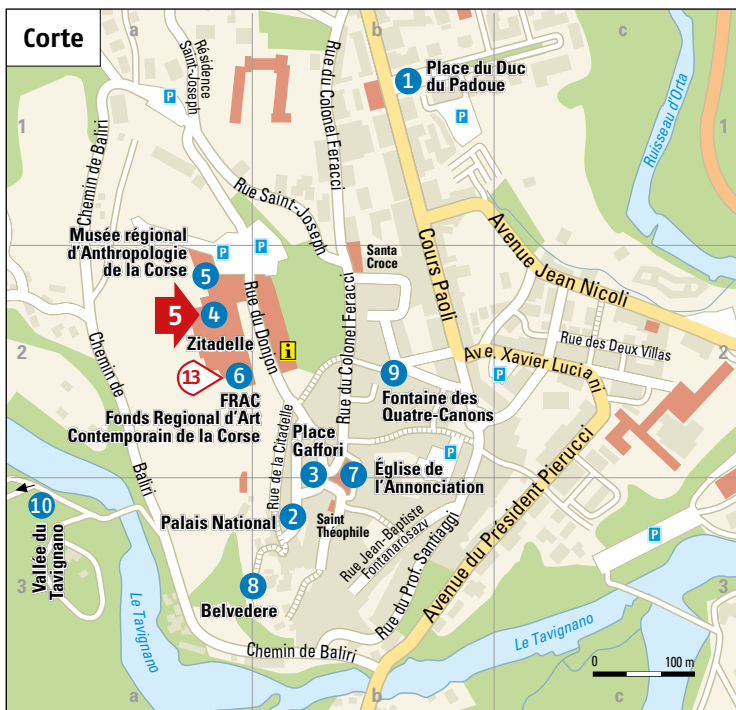 Corte
a
b
c
Résidence
Saint-Joseph
P
Rue du Colonel Feracci
1
Place du Duc
du Padoue
P
Ruisseau d'Orta
1
1
Chemin de Baliri
Rue Saint-Joseph
Musée régional
d'Anthropologie
de la Corse
P
P
5
Santa
Croce
Cours Paoli
Avenue Jean Nicoli
5
4
Zitadelle
Rue du Donjon
i
Rue du Colonel Feracci
Rue des Deux Villas
Ave. Xavier Luciani
2
2
Chemin de
Baliri
13
6
FRAC
Fonds Regional d'Art
Contemporain de la Corse
9
Fontaine des
Quatre-Canons
P
Place
Gaffori
3
7
Église de
l'Annonciation
P
Rue de la Citadelle
10
Vallée du
Tavignano
Palais National
2
Saint
Théophile
Rue Jean-Baptiste
Fontanarosazv
Rue du Prof. Santiaggi
Avenue du Président Pierucci
P
3
3
8
Belvedere
Le Tavignano
Chemin de Baliri
Le Tavignano
0
100 m
a
b
c